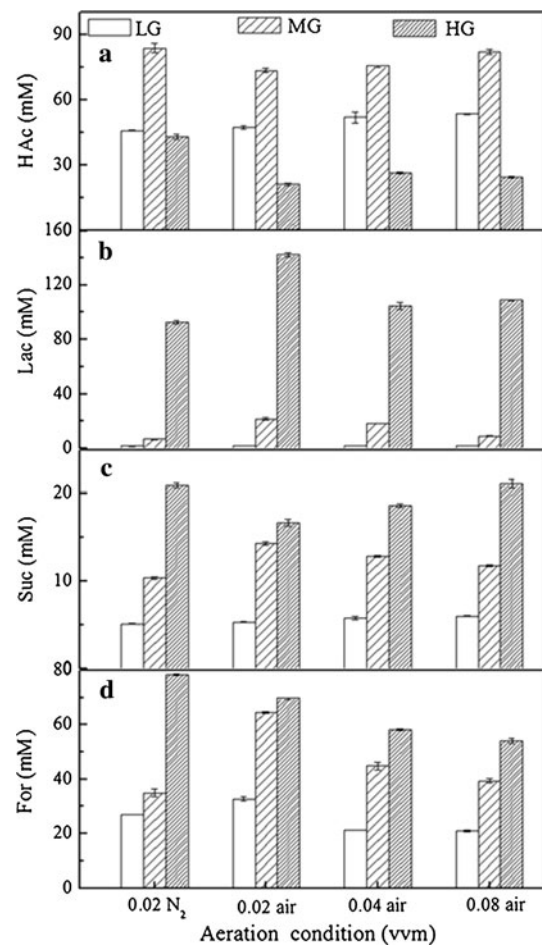 LG MG HG
a
HAc (mM)
90
60
30
b
Lac (mM)
160
120
80
40
0
c
Suc (mM)
20
10
d
For (mM)
80
60
40
20
0
0.02 N₂ 0.02 air 0.04 air 0.08 air
Aeration condition (vvm)